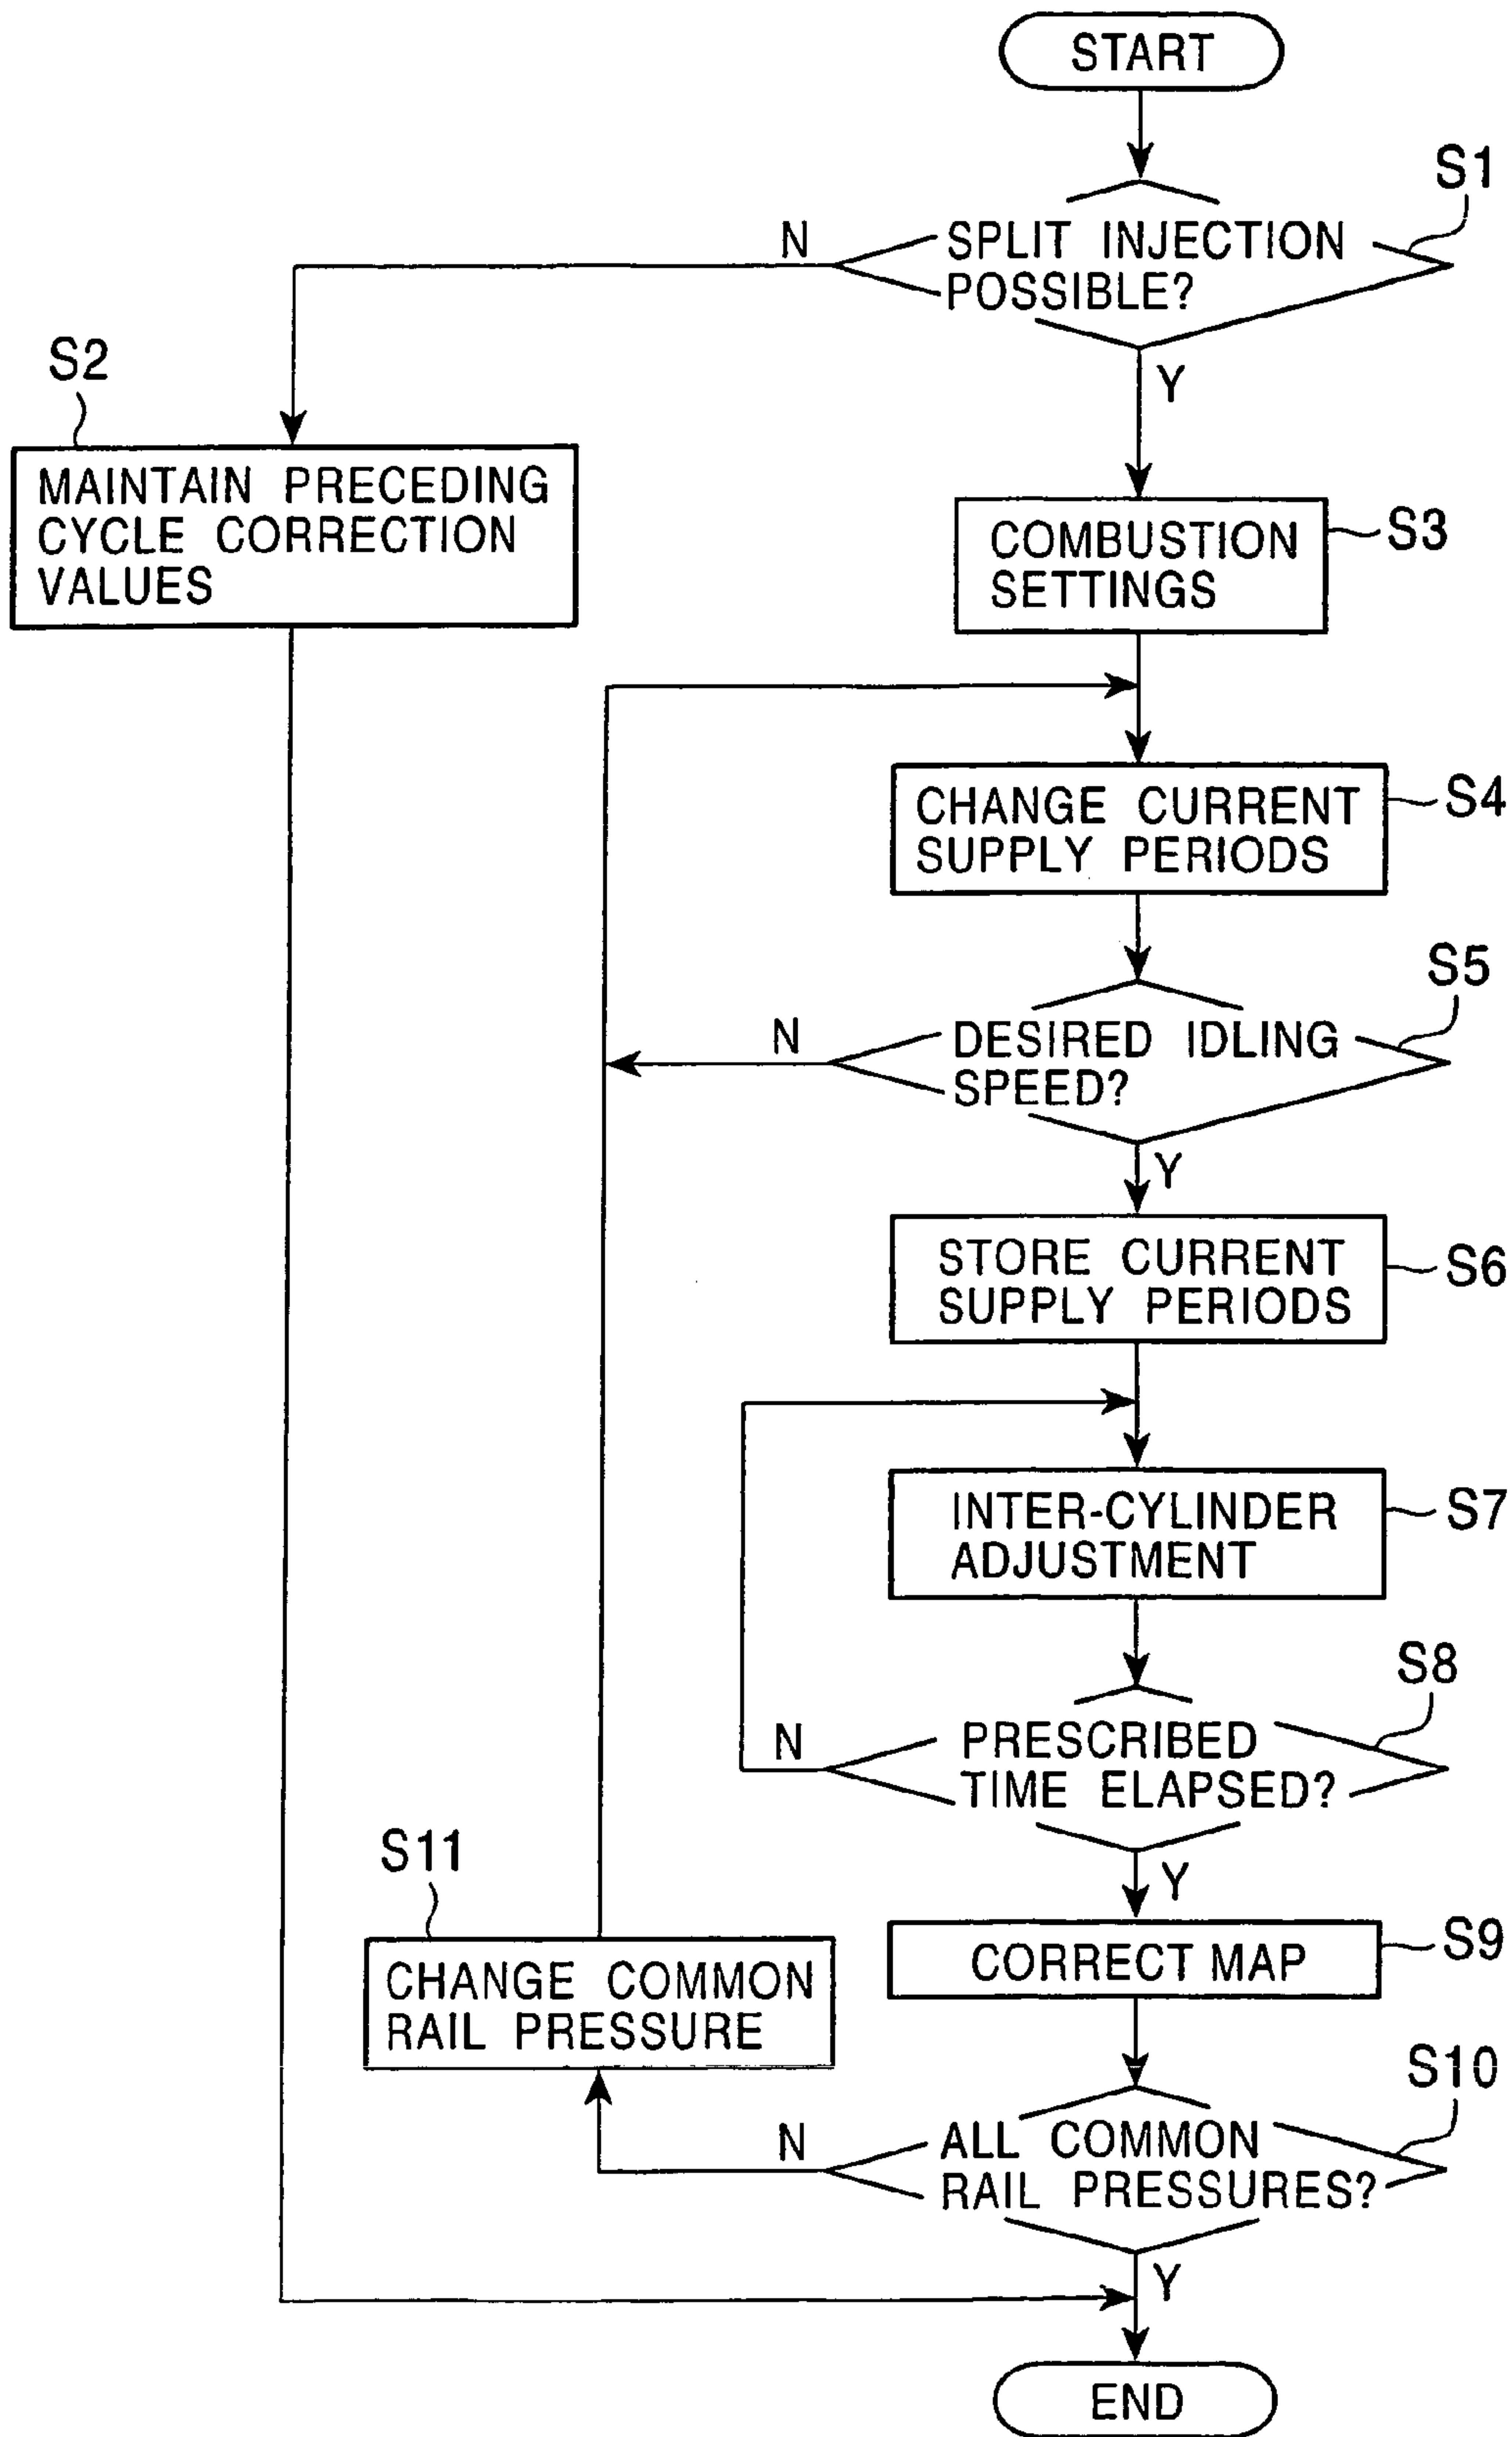 START
S1
N
SPLIT INJECTION
POSSIBLE?
Y
S2
MAINTAIN PRECEDING
CYCLE CORRECTION
VALUES
COMBUSTION
SETTINGS
S3
CHANGE CURRENT
SUPPLY PERIODS
S4
S5
N
DESIRED IDLING
SPEED?
Y
STORE CURRENT
SUPPLY PERIODS
S6
INTER-CYLINDER
ADJUSTMENT
S7
S8
N
PRESCRIBED
TIME ELAPSED?
Y
S11
CHANGE COMMON
RAIL PRESSURE
CORRECT MAP
S9
S10
N
ALL COMMON
RAIL PRESSURES?
Y
END